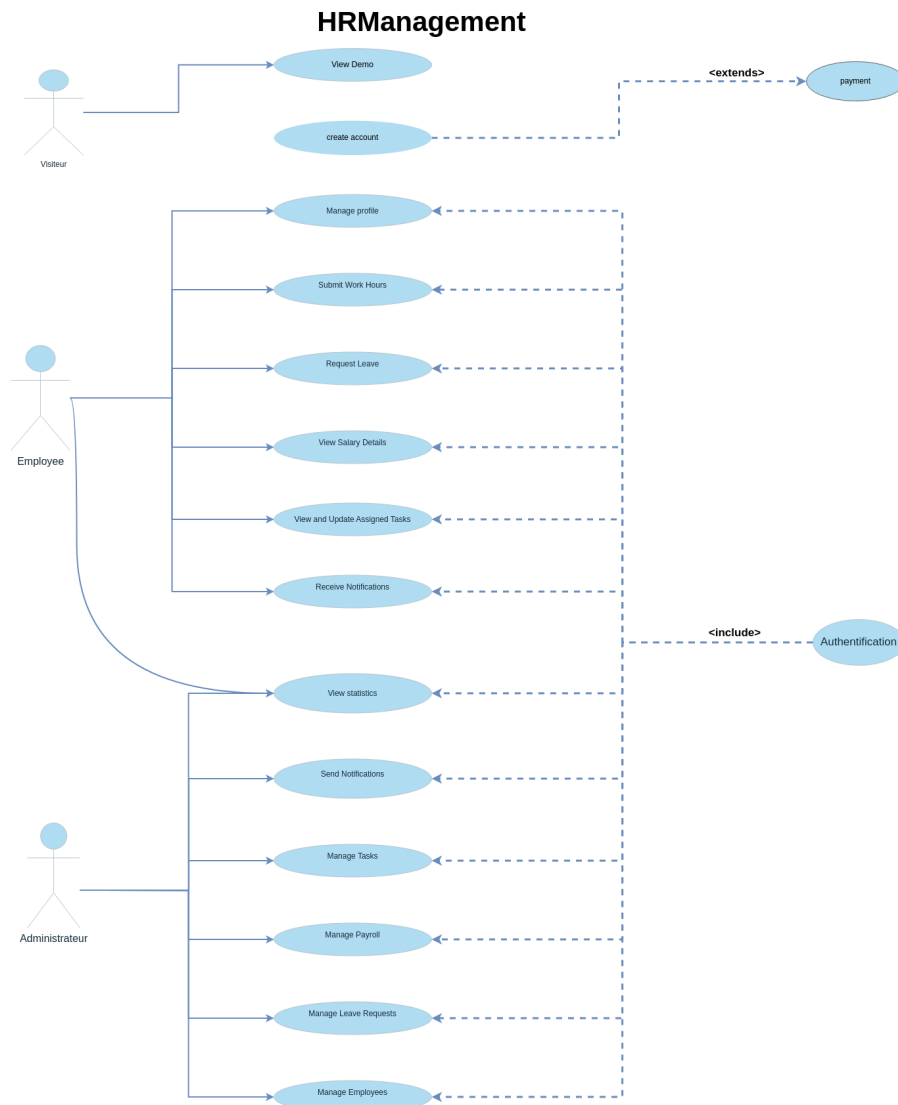 HRManagement
View Demo
<extends>
payment
create account
Visiteur
Manage profile
Submit Work Hours
Request Leave
View Salary Details
Employee
View and Update Assigned Tasks
Receive Notifications
<include>
Authentification
View statistics
Send Notifications
Manage Tasks
Manage Payroll
Administrateur
Manage Leave Requests
Manage Employees